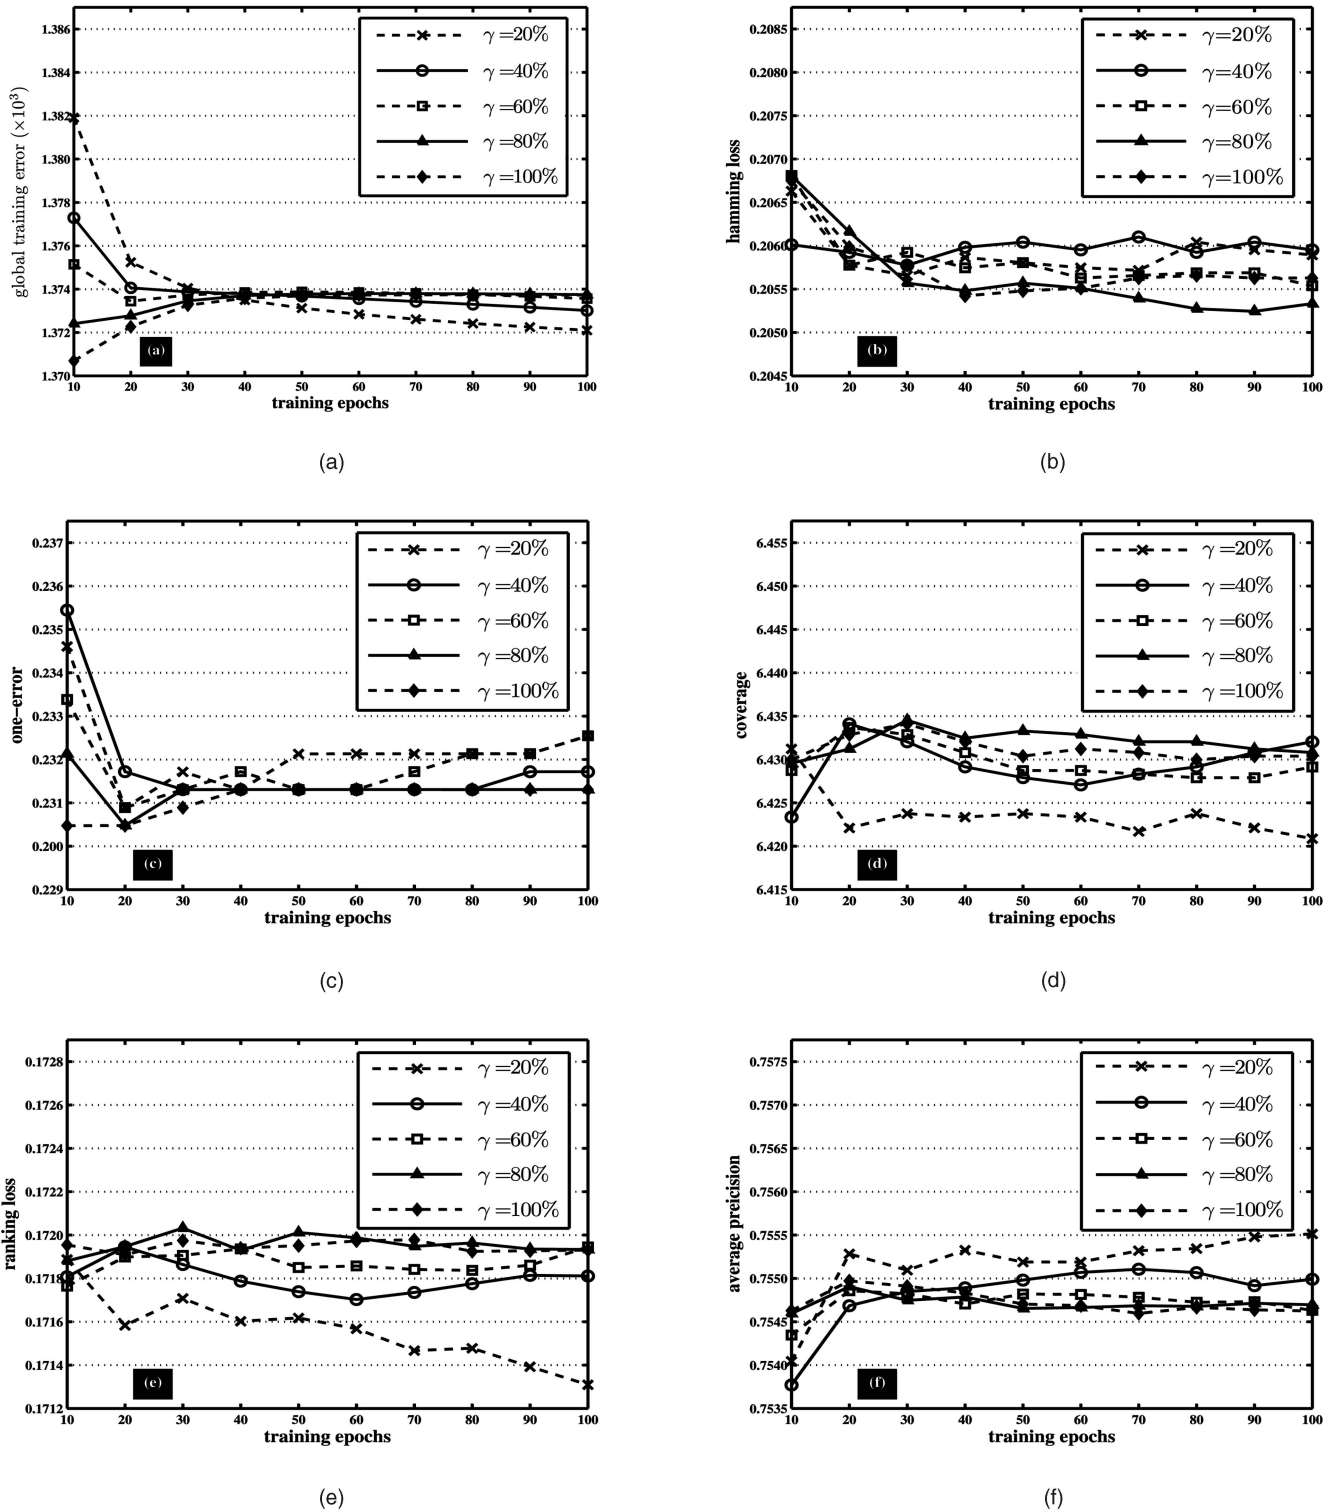 1.386
1.384
1.382
1.380
1.378
1.376
1.374
1.372
1.370
global training error (×10³)
γ=20%
γ=40%
γ=60%
γ=80%
γ=100%
(a)
10 20 30 40 50 60 70 80 90 100
training epochs
(a)
0.2085
0.2080
0.2075
0.2070
0.2065
0.2060
0.2055
0.2050
0.2045
hamming loss
γ=20%
γ=40%
γ=60%
γ=80%
γ=100%
(b)
10 20 30 40 50 60 70 80 90 100
training epochs
(b)
0.237
0.236
0.235
0.234
0.233
0.232
0.231
0.200
0.229
one-error
γ=20%
γ=40%
γ=60%
γ=80%
γ=100%
(c)
10 20 30 40 50 60 70 80 90 100
training epochs
(c)
6.455
6.450
6.445
6.440
6.435
6.430
6.425
6.420
6.415
coverage
γ=20%
γ=40%
γ=60%
γ=80%
γ=100%
(d)
10 20 30 40 50 60 70 80 90 100
training epochs
(d)
0.1728
0.1726
0.1724
0.1722
0.1720
0.1718
0.1716
0.1714
0.1712
ranking loss
γ=20%
γ=40%
γ=60%
γ=80%
γ=100%
(e)
10 20 30 40 50 60 70 80 90 100
training epochs
(e)
0.7575
0.7570
0.7565
0.7560
0.7555
0.7550
0.7545
0.7540
0.7535
average preicision
γ=20%
γ=40%
γ=60%
γ=80%
γ=100%
(f)
10 20 30 40 50 60 70 80 90 100
training epochs
(f)